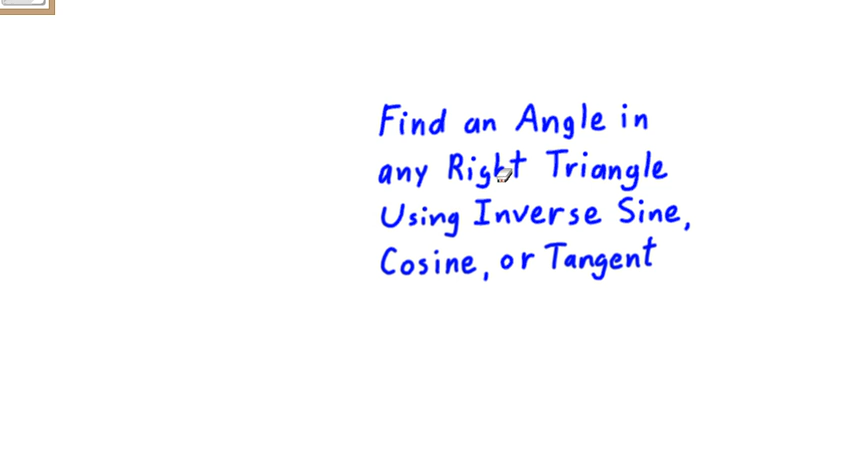 Find an Angle in
any Right Triangle
Using Inverse Sine,
Cosine, or Tangent